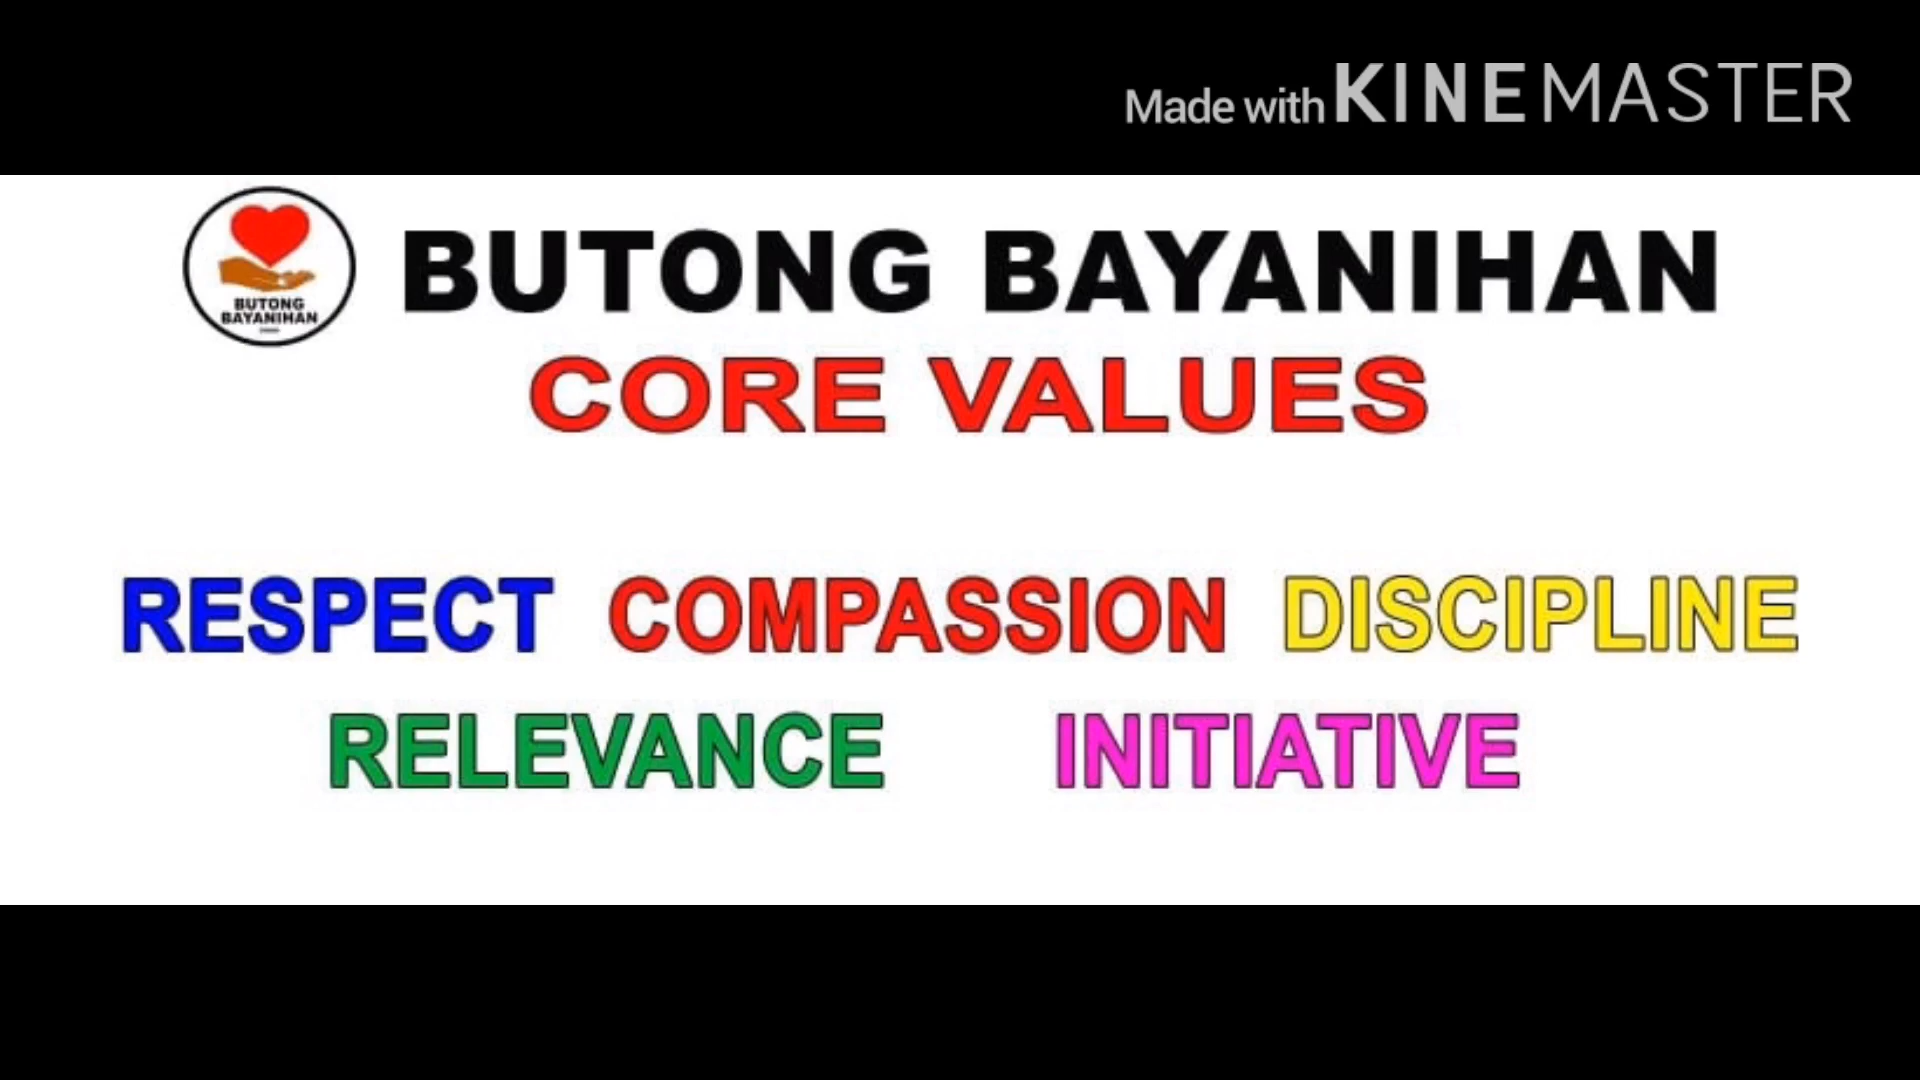 Made with KINEMASTER
BUTONG BAYANIHAN
BUTONG
BAYANIHAN
CORE VALUES
RESPECT COMPASSION DISCIPLINE
RELEVANCE INITIATIVE